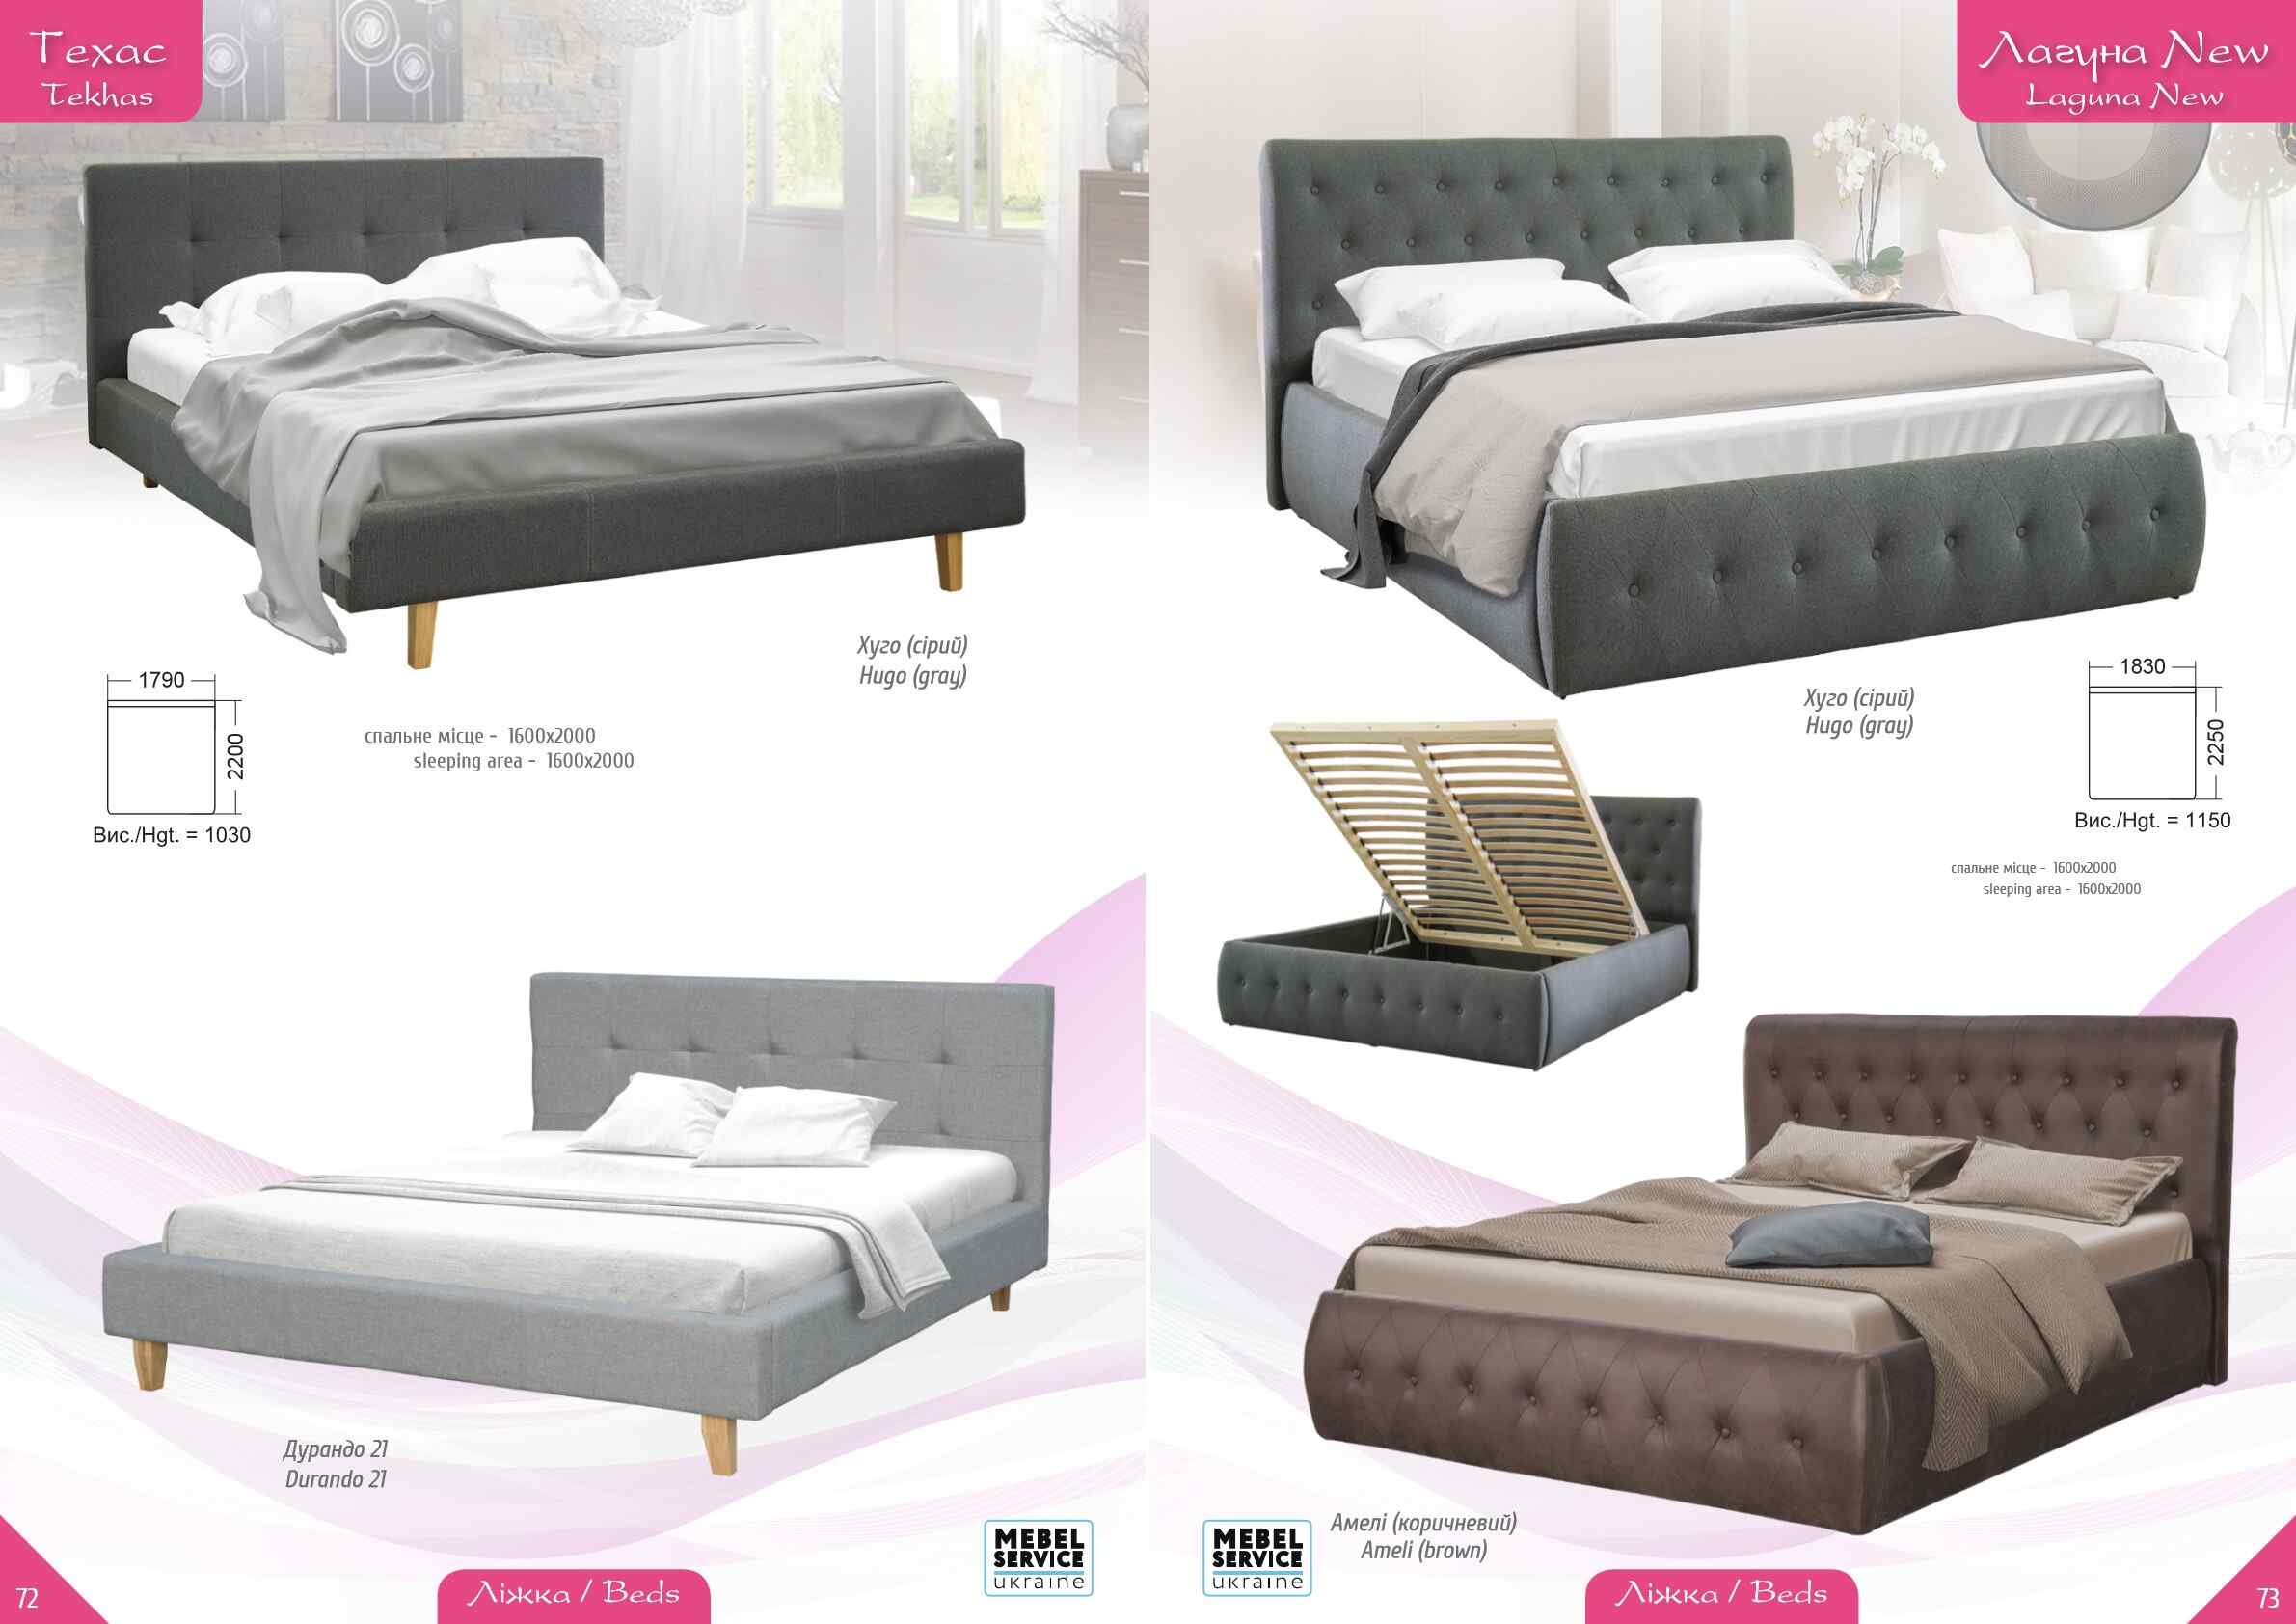 Техас
Tekhas
Хуго (сірий)
Hugo (gray)
1790
2200
Вис./Hgt. = 1030
спальне місце - 1600х2000
sleeping area - 1600x2000
Дурандо 21
Durando 21
MEBEL
SERVICE
ukraine
72
Ліжка / Beds
Лагуна New
Laguna New
Хуго (сірий)
Hugo (gray)
1830
2250
Вис./Hgt. = 1150
спальне місце - 1600х2000
sleeping area - 1600x2000
MEBEL
SERVICE
ukraine
Амелі (коричневий)
Ameli (brown)
Ліжка / Beds
73